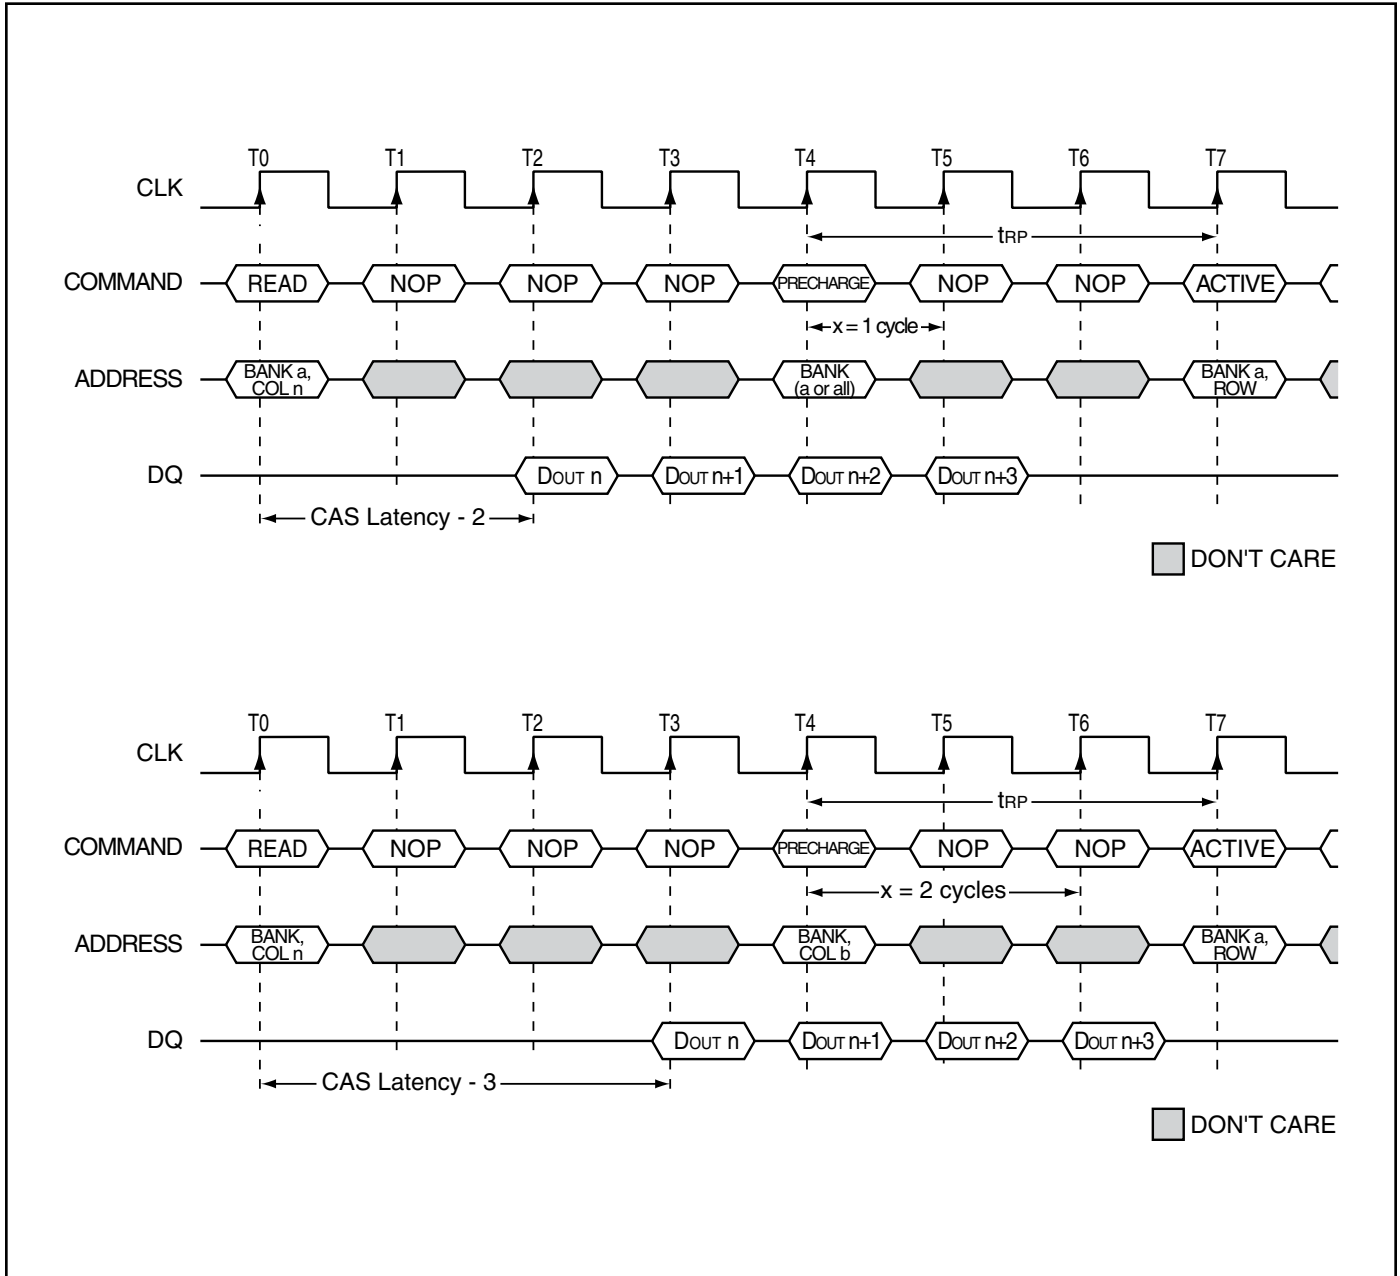 T0 T1 T2 T3 T4 T5 T6 T7
CLK
tRP
COMMAND READ NOP NOP NOP PRECHARGE NOP NOP ACTIVE
x = 1 cycle
ADDRESS BANK a, COL n BANK (a or all) BANK a, ROW
DQ DOUT n DOUT n+1 DOUT n+2 DOUT n+3
CAS Latency - 2
DON'T CARE
T0 T1 T2 T3 T4 T5 T6 T7
CLK
tRP
COMMAND READ NOP NOP NOP PRECHARGE NOP NOP ACTIVE
x = 2 cycles
ADDRESS BANK, COL n BANK, COL b BANK a, ROW
DQ DOUT n DOUT n+1 DOUT n+2 DOUT n+3
CAS Latency - 3
DON'T CARE